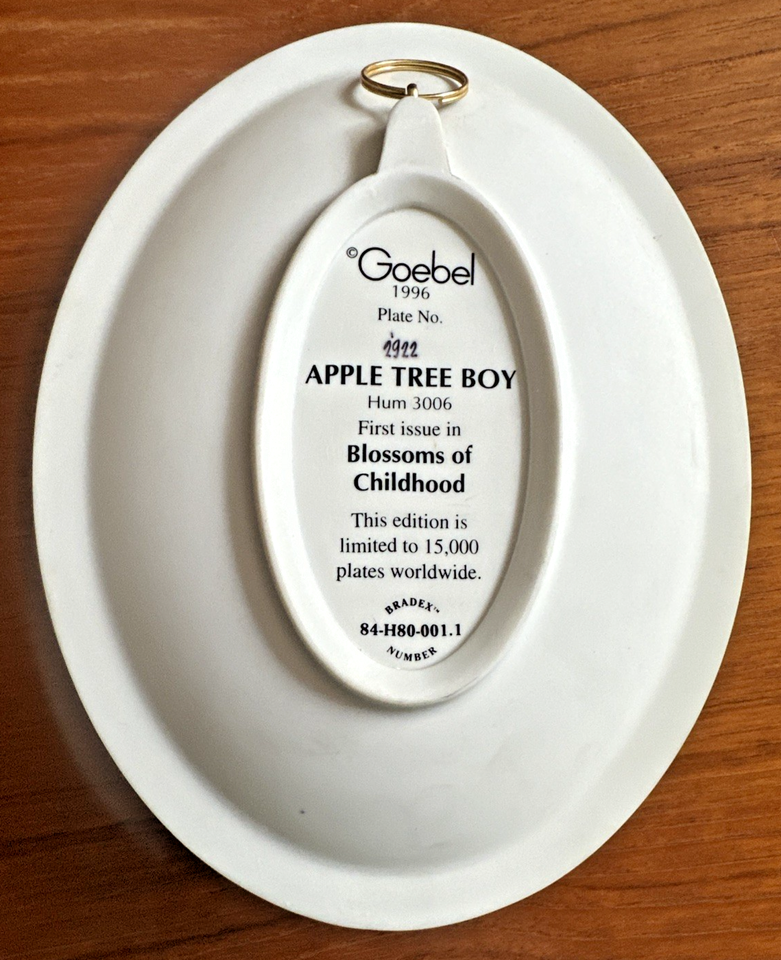 ©Goebel
1996
Plate No.
1922
APPLE TREE BOY
Hum 3006
First issue in
Blossoms of
Childhood
This edition is
limited to 15,000
plates worldwide.
BRADEX™
84-H80-001.1
NUMBER